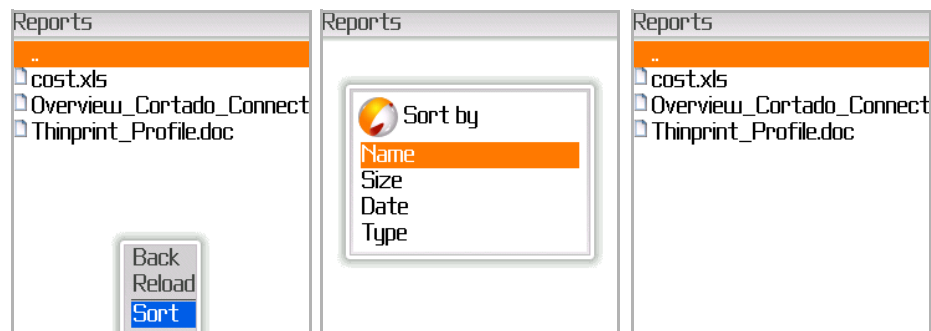 Reports
..
cost.xls
Overview_Cortado_Connect
Thinprint_Profile.doc
Back
Reload
Sort
Reports
Sort by
Name
Size
Date
Type
Reports
..
cost.xls
Overview_Cortado_Connect
Thinprint_Profile.doc